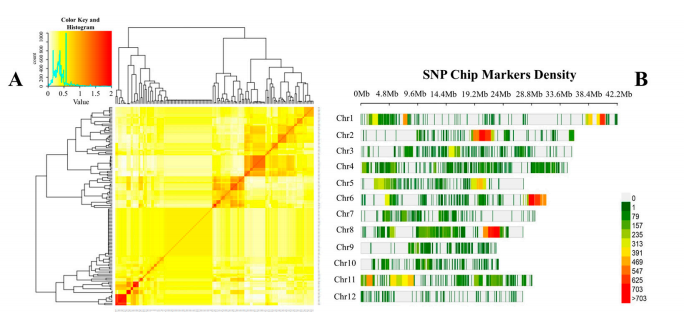 Color Key and
Histogram
count
0 200 400 600 800 1000
0 0.5 1 1.5 2
Value
A
SNP Chip Markers Density
B
0Mb 4.8Mb 9.6Mb 14.4Mb 19.2Mb 24Mb 28.8Mb 33.6Mb 38.4Mb 42.2Mb
Chr1
Chr2
Chr3
Chr4
Chr5
Chr6
Chr7
Chr8
Chr9
Chr10
Chr11
Chr12
0
1
79
157
235
313
391
469
547
625
703
>703